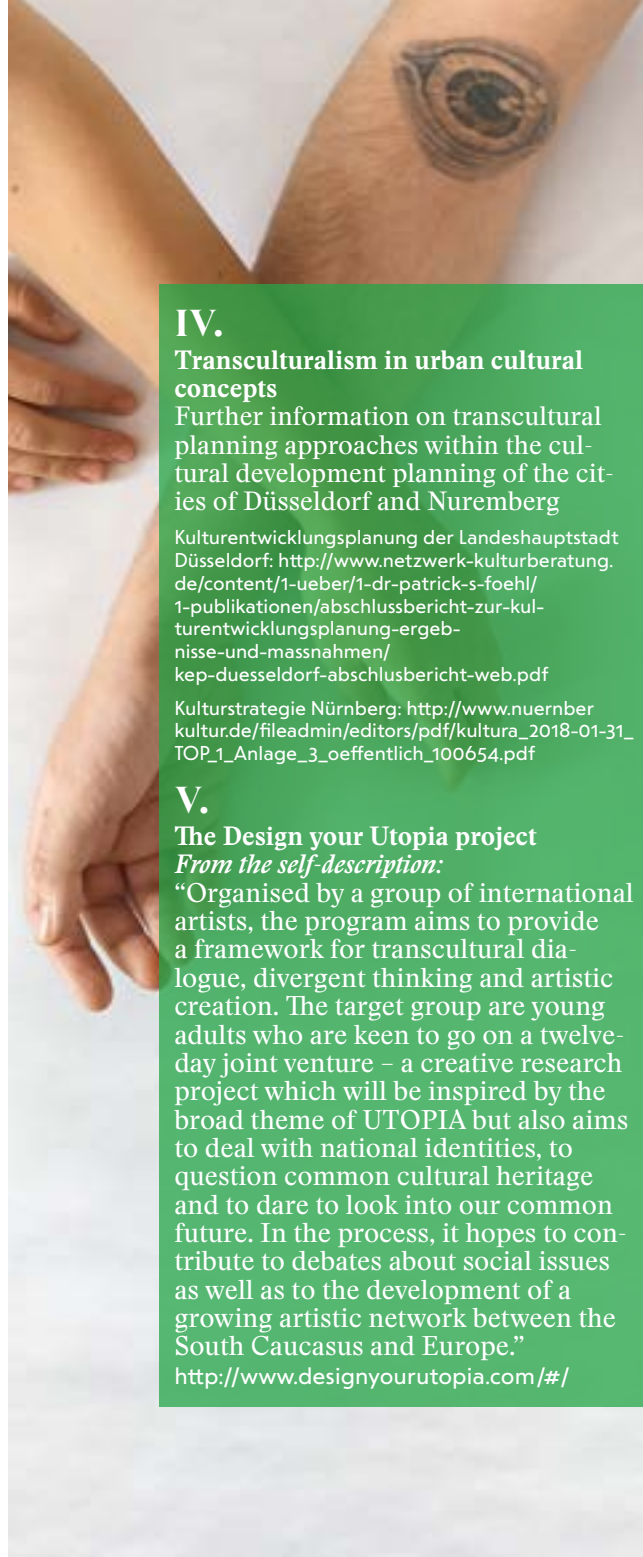 IV.
Transculturalism in urban cultural
concepts
Further information on transcultural
planning approaches within the cul-
tural development planning of the cit-
ies of Düsseldorf and Nuremberg
Kulturentwicklungsplanung der Landeshauptstadt
Düsseldorf: http://www.netzwerk-kulturberatung.
de/content/1-ueber/1-dr-patrick-s-foehl/
1-publikationen/abschlussbericht-zur-kul-
turentwicklungsplanung-ergeb-
nisse-und-massnahmen/
kep-duesseldorf-abschlusbericht-web.pdf
Kulturstrategie Nürnberg: http://www.nuernber
kultur.de/fileadmin/editors/pdf/kultura_2018-01-31_
TOP_1_Anlage_3_oeffentlich_100654.pdf
V.
The Design your Utopia project
From the self-description:
“Organised by a group of international
artists, the program aims to provide
a framework for transcultural dia-
logue, divergent thinking and artistic
creation. The target group are young
adults who are keen to go on a twelve-
day joint venture – a creative research
project which will be inspired by the
broad theme of UTOPIA but also aims
to deal with national identities, to
question common cultural heritage
and to dare to look into our common
future. In the process, it hopes to con-
tribute to debates about social issues
as well as to the development of a
growing artistic network between the
South Caucasus and Europe.”
http://www.designyourutopia.com/#/